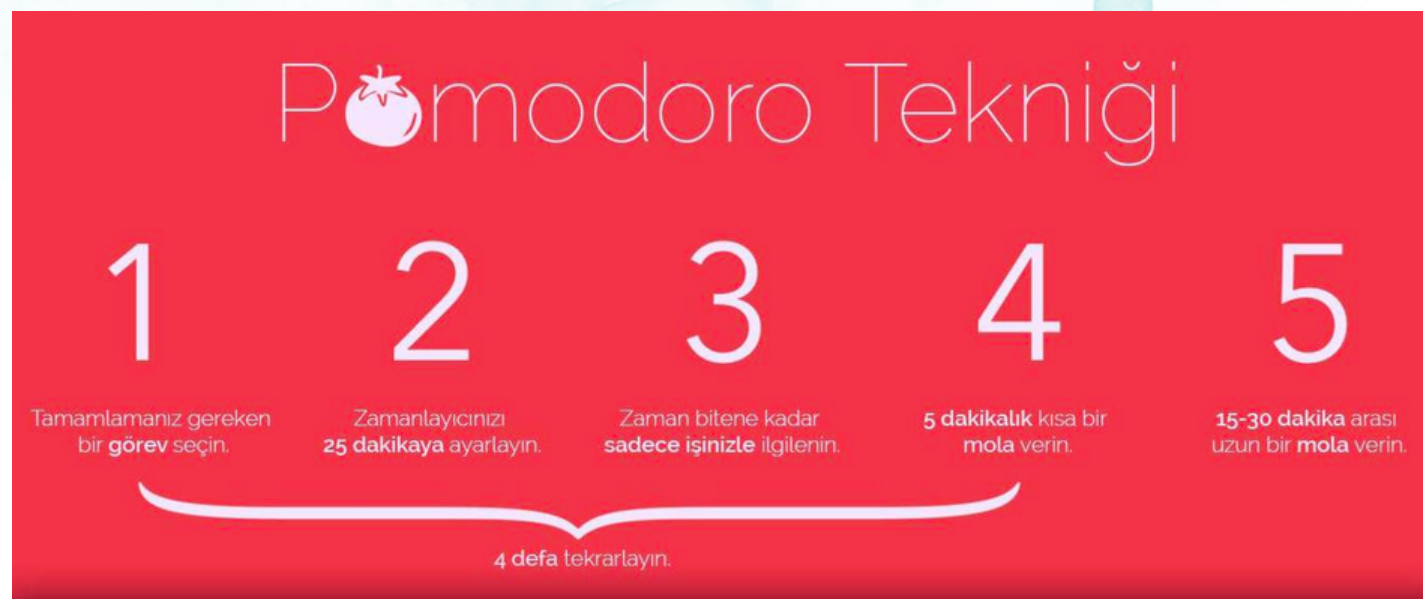 Pomodoro Tekniği
1
Tamamlamanız gereken
bir görev seçin.
2
Zamanlayıcınızı
25 dakikaya ayarlayın.
3
Zaman bitene kadar
sadece işinizle ilgilenin.
4
5 dakikalık kısa bir
mola verin.
5
15-30 dakika arası
uzun bir mola verin.
4 defa tekrarlayın.